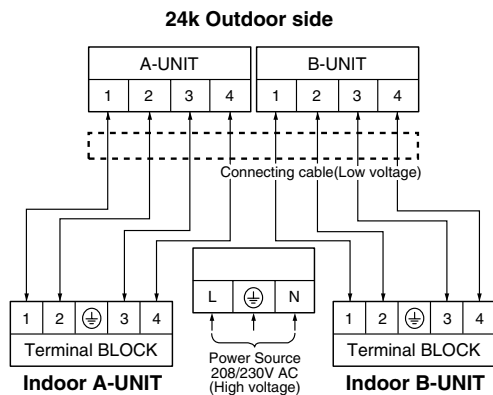 24k Outdoor side
A-UNIT B-UNIT
1 2 3 4 1 2 3 4
Connecting cable(Low voltage)
L N
1 2 3 4
Terminal BLOCK
Indoor A-UNIT
Power Source
208/230V AC
(High voltage)
1 2 3 4
Terminal BLOCK
Indoor B-UNIT